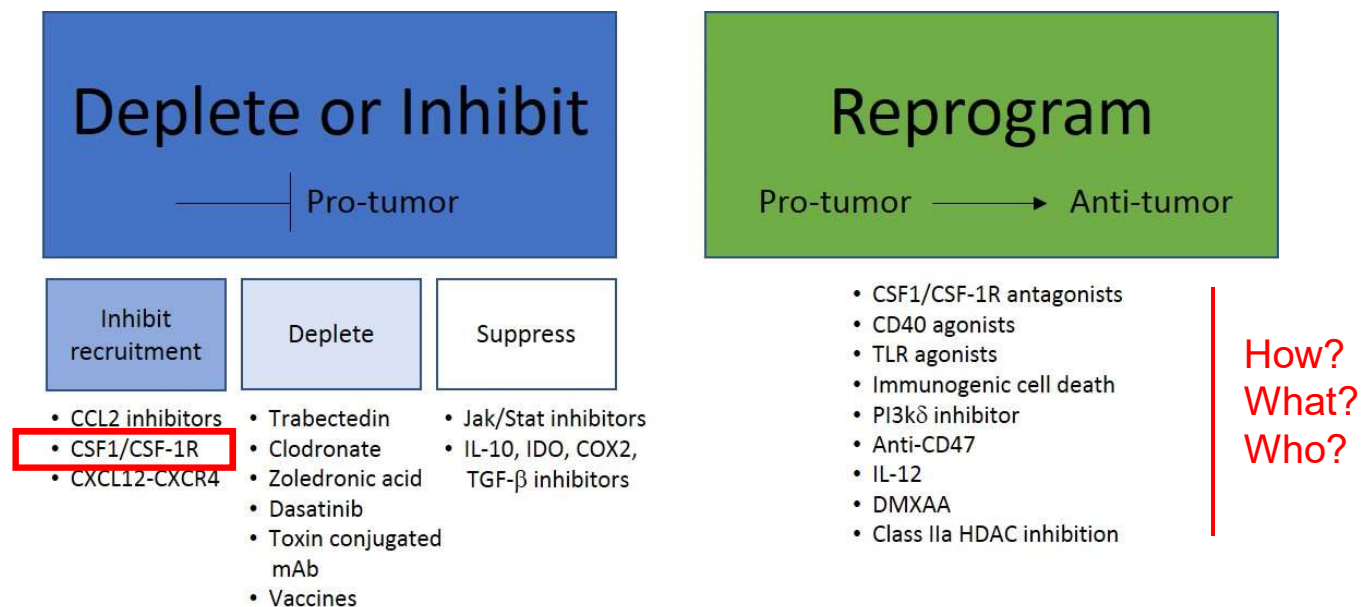 Deplete or Inhibit
Pro-tumor
Inhibit
recruitment
Deplete
Suppress
• CCL2 inhibitors
• CSF1/CSF-1R
• CXCL12-CXCR4
• Trabectedin
• Clodronate
• Zoledronic acid
• Dasatinib
• Toxin conjugated
mAb
• Vaccines
• Jak/Stat inhibitors
• IL-10, IDO, COX2,
TGF-β inhibitors
Reprogram
Pro-tumor Anti-tumor
• CSF1/CSF-1R antagonists
• CD40 agonists
• TLR agonists
• Immunogenic cell death
• PI3kδ inhibitor
• Anti-CD47
• IL-12
• DMXAA
• Class IIa HDAC inhibition
How?
What?
Who?